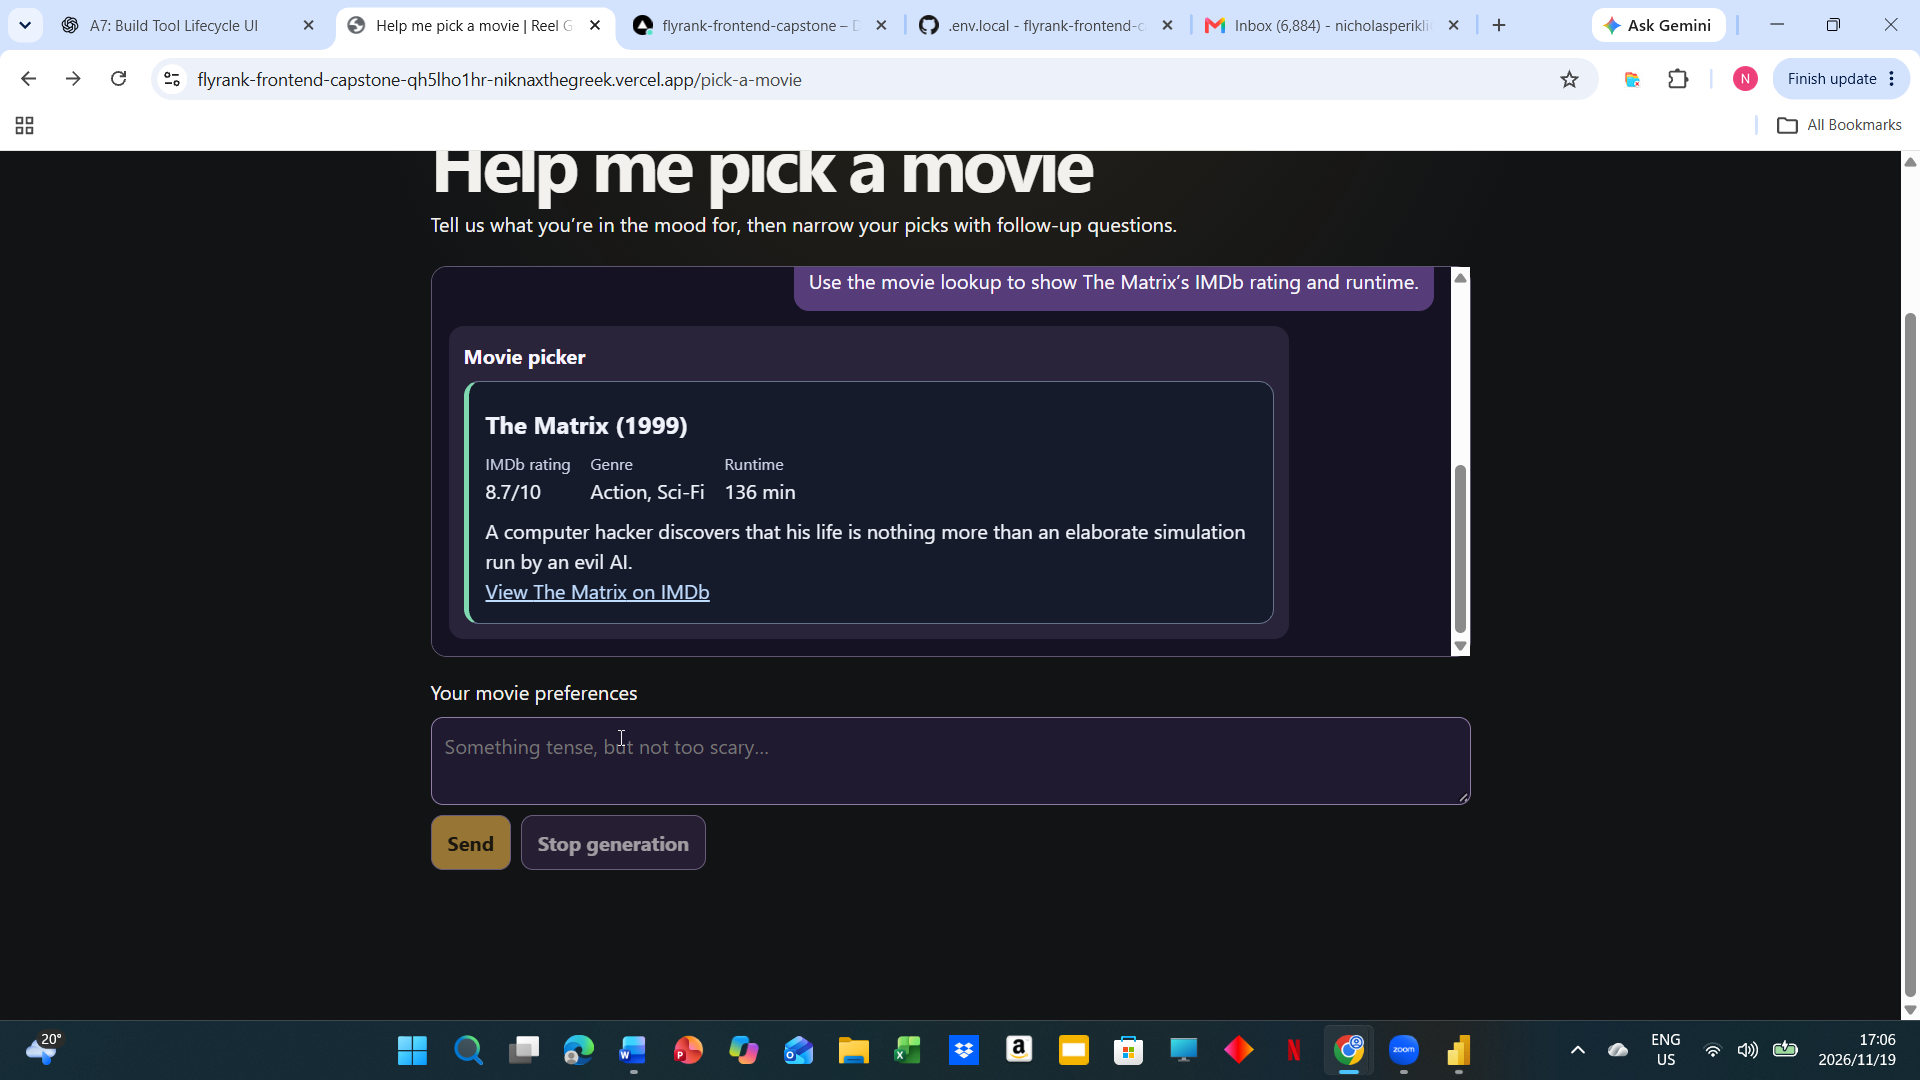 A7: Build Tool Lifecycle UI
Help me pick a movie | Reel G
flyrank-frontend-capstone – D
.env.local - flyrank-frontend-c
Inbox (6,884) - nicholasperikli
Ask Gemini
flyrank-frontend-capstone-qh5lho1hr-niknaxthegreek.vercel.app/pick-a-movie
N
Finish update
All Bookmarks
Help me pick a movie
Tell us what you’re in the mood for, then narrow your picks with follow-up questions.
Use the movie lookup to show The Matrix’s IMDb rating and runtime.
Movie picker
The Matrix (1999)
IMDb rating Genre Runtime
8.7/10 Action, Sci-Fi 136 min
A computer hacker discovers that his life is nothing more than an elaborate simulation
run by an evil AI.
View The Matrix on IMDb
Your movie preferences
Something tense, but not too scary...
Send
Stop generation
20°
zoom
ENG
US
17:06
2026/11/19